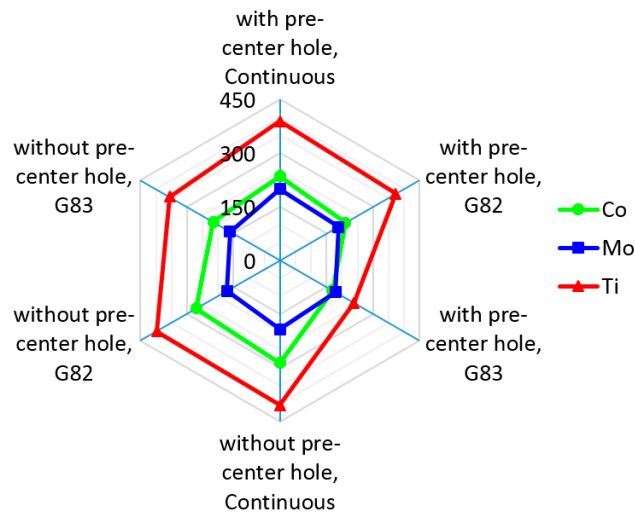 with pre-
center hole,
Continuous
450
300
150
0
with pre-
center hole,
G82
with pre-
center hole,
G83
without pre-
center hole,
Continuous
without pre-
center hole,
G82
without pre-
center hole,
G83
Co
Mo
Ti